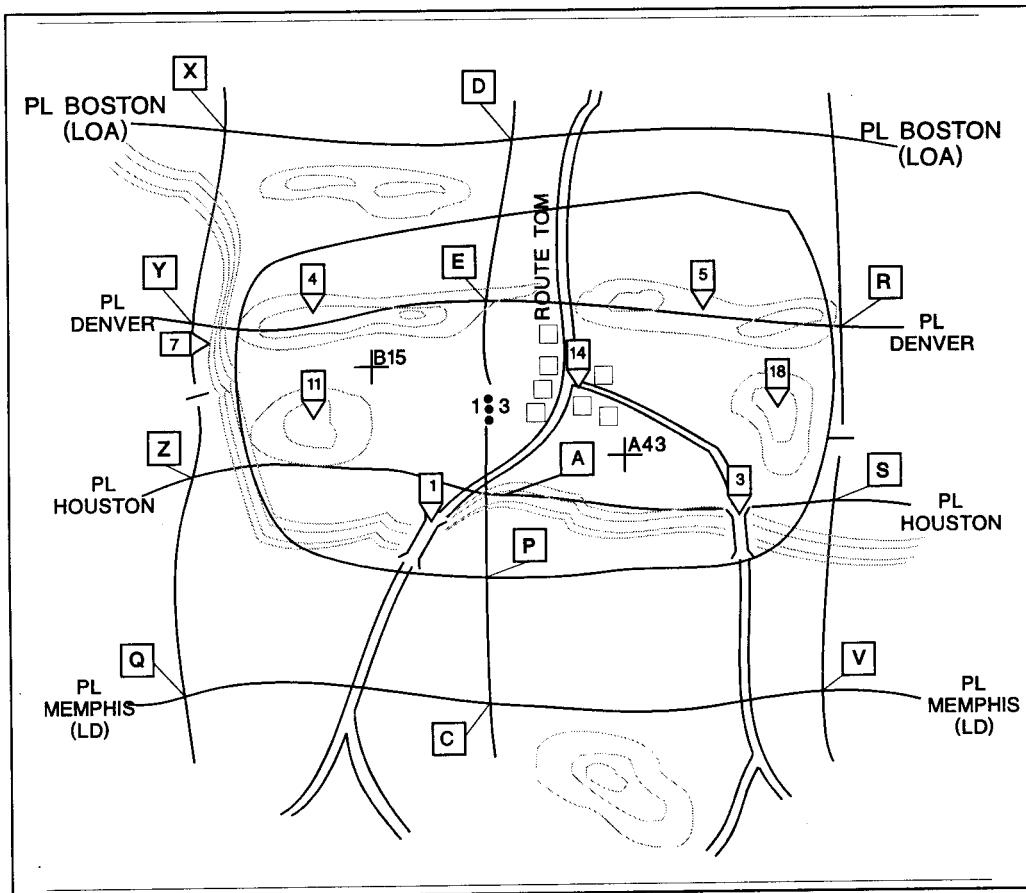 X
D
PL BOSTON
(LOA)
PL BOSTON
(LOA)
ROUTE TOM
Y
4
E
5
R
PL
DENVER
PL
DENVER
7
14
B15
11
18
1 3
A43
Z
A
S
PL
HOUSTON
1
3
PL
HOUSTON
P
Q
V
PL
MEMPHIS
(LD)
PL
MEMPHIS
(LD)
C